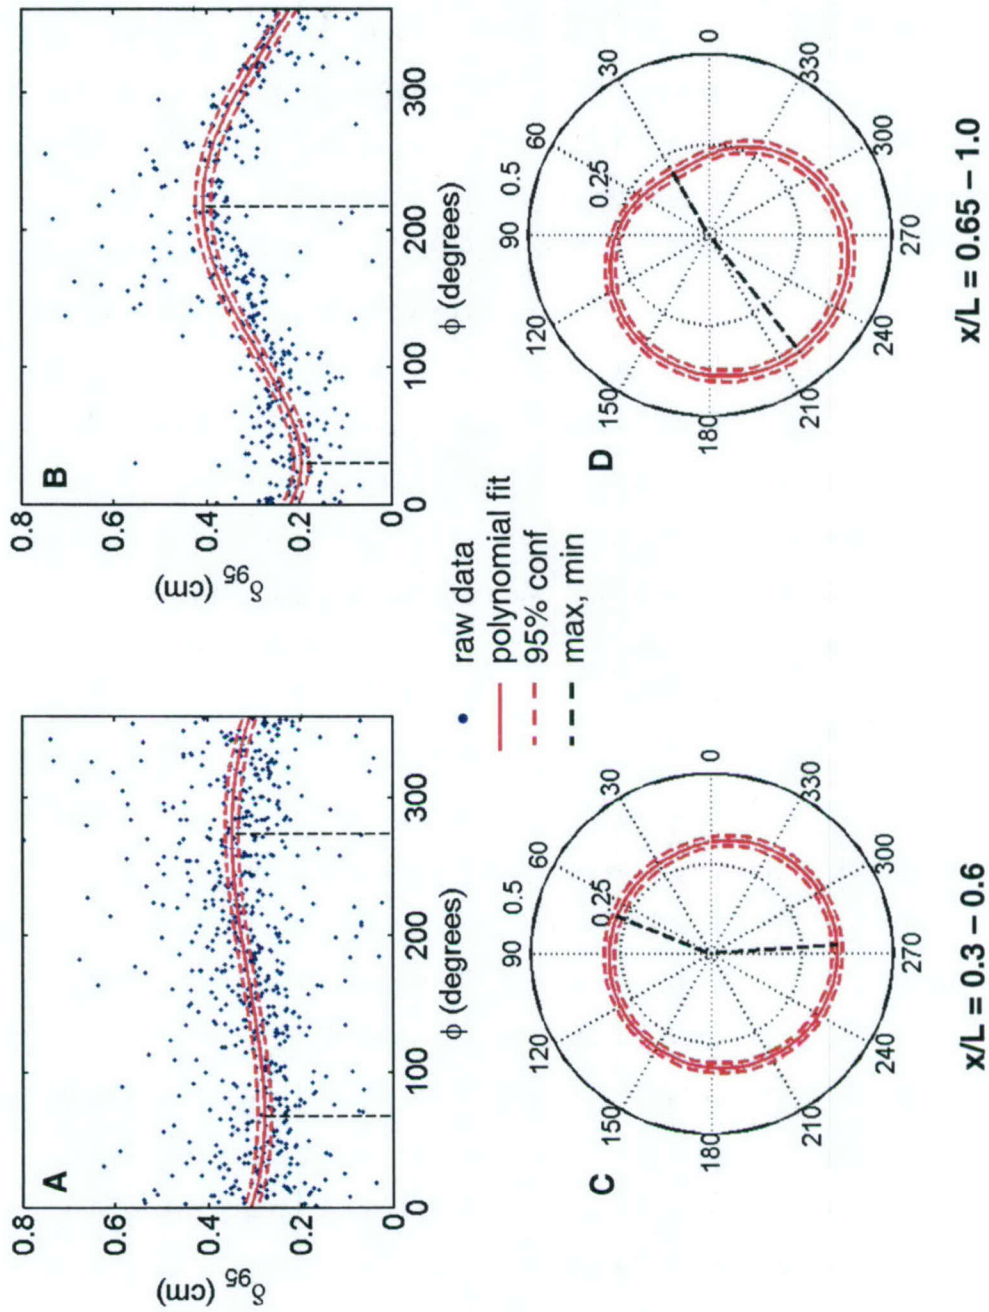 A
0.8
0.6
0.4
0.2
0
δ95 (cm)
0 100 200 300
ϕ (degrees)
B
0.8
0.6
0.4
0.2
0
δ95 (cm)
0 100 200 300
ϕ (degrees)
raw data
polynomial fit
95% conf
max, min
C
0
30
60
90
120
150
180
210
240
270
300
330
0.25
0.5
D
0
30
60
90
120
150
180
210
240
270
300
330
0.25
0.5
x/L = 0.3 – 0.6
x/L = 0.65 – 1.0